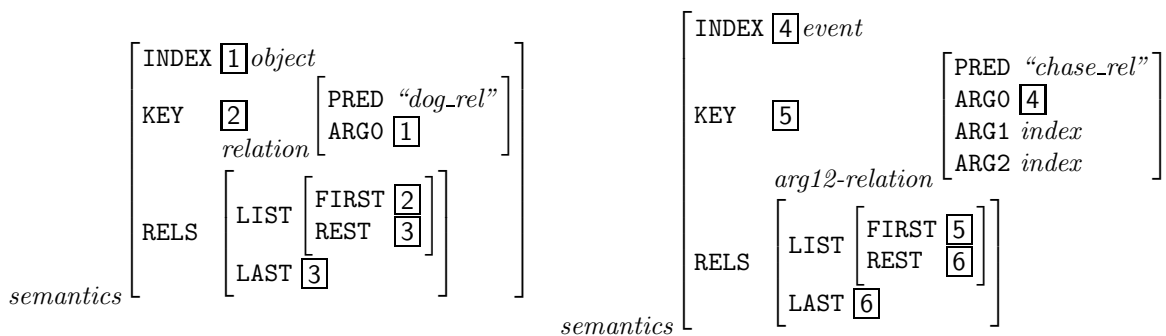 INDEX 1 object
KEY 2 relation
PRED “dog_rel”
ARG0 1
RELS
LIST
FIRST 2
REST 3
LAST 3
semantics
INDEX 4 event
KEY 5 arg12-relation
PRED “chase_rel”
ARG0 4
ARG1 index
ARG2 index
RELS
LIST
FIRST 5
REST 6
LAST 6
semantics